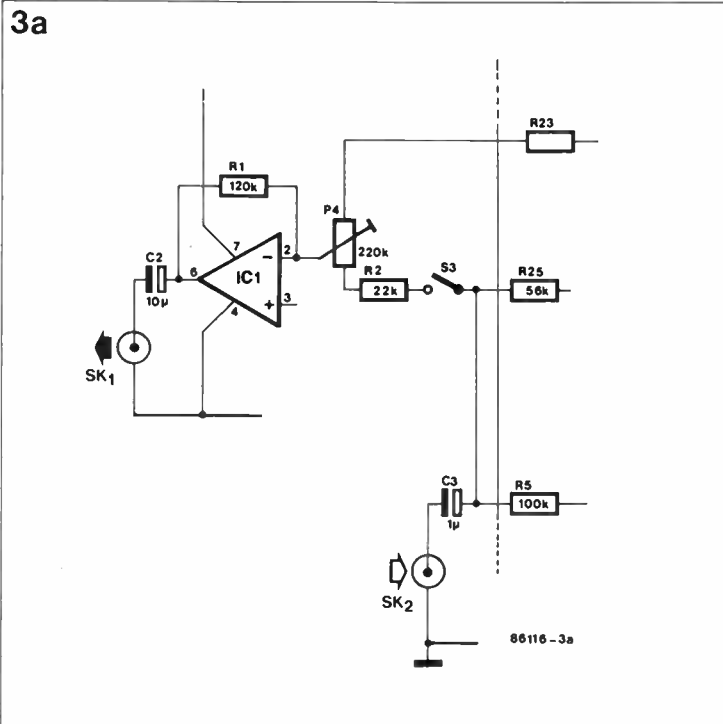 3a
R23
R1
120k
P4
220k
7
2
−
IC1
6
+
3
4
C2
10µ
R2
22k
S3
R25
56k
SK1
C3
1µ
R5
100k
SK2
86116-3a